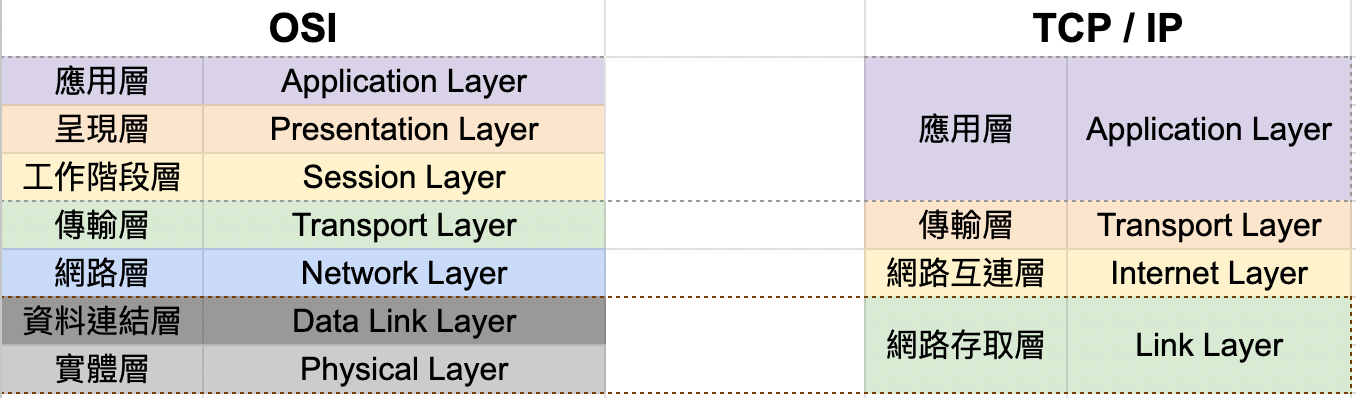 OSI TCP / IP
應用層 Application Layer
呈現層 Presentation Layer 應用層 Application Layer
工作階段層 Session Layer
傳輸層 Transport Layer 傳輸層 Transport Layer
網路層 Network Layer 網路互連層 Internet Layer
資料連結層 Data Link Layer
網路存取層 Link Layer
實體層 Physical Layer